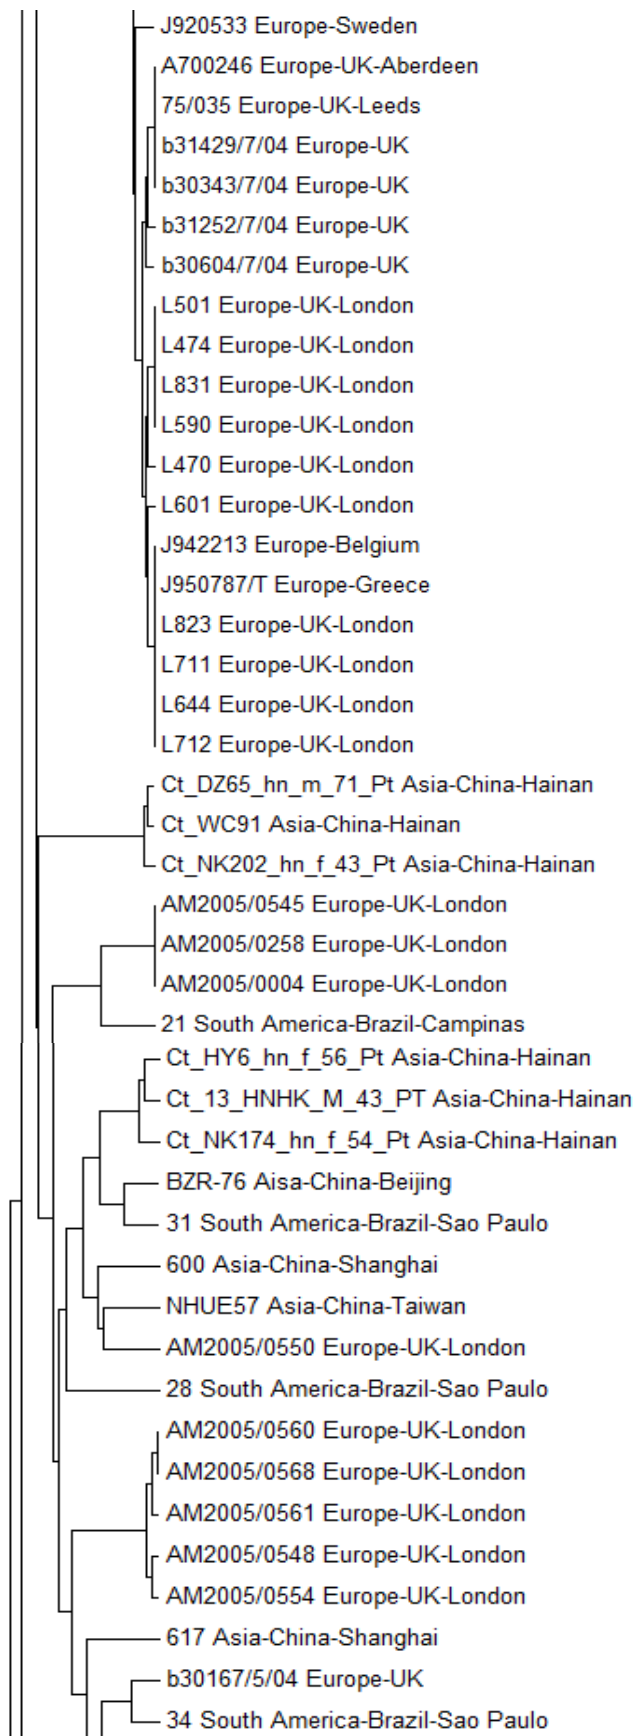 J920533 Europe-Sweden
A700246 Europe-UK-Aberdeen
75/035 Europe-UK-Leeds
b31429/7/04 Europe-UK
b30343/7/04 Europe-UK
b31252/7/04 Europe-UK
b30604/7/04 Europe-UK
L501 Europe-UK-London
L474 Europe-UK-London
L831 Europe-UK-London
L590 Europe-UK-London
L470 Europe-UK-London
L601 Europe-UK-London
J942213 Europe-Belgium
J950787/T Europe-Greece
L823 Europe-UK-London
L711 Europe-UK-London
L644 Europe-UK-London
L712 Europe-UK-London
Ct_DZ65_hn_m_71_Pt Asia-China-Hainan
Ct_WC91 Asia-China-Hainan
Ct_NK202_hn_f_43_Pt Asia-China-Hainan
AM2005/0545 Europe-UK-London
AM2005/0258 Europe-UK-London
AM2005/0004 Europe-UK-London
21 South America-Brazil-Campinas
Ct_HY6_hn_f_56_Pt Asia-China-Hainan
Ct_13_HNHK_M_43_PT Asia-China-Hainan
Ct_NK174_hn_f_54_Pt Asia-China-Hainan
BZR-76 Aisa-China-Beijing
31 South America-Brazil-Sao Paulo
600 Asia-China-Shanghai
NHUE57 Asia-China-Taiwan
AM2005/0550 Europe-UK-London
28 South America-Brazil-Sao Paulo
AM2005/0560 Europe-UK-London
AM2005/0568 Europe-UK-London
AM2005/0561 Europe-UK-London
AM2005/0548 Europe-UK-London
AM2005/0554 Europe-UK-London
617 Asia-China-Shanghai
b30167/5/04 Europe-UK
34 South America-Brazil-Sao Paulo